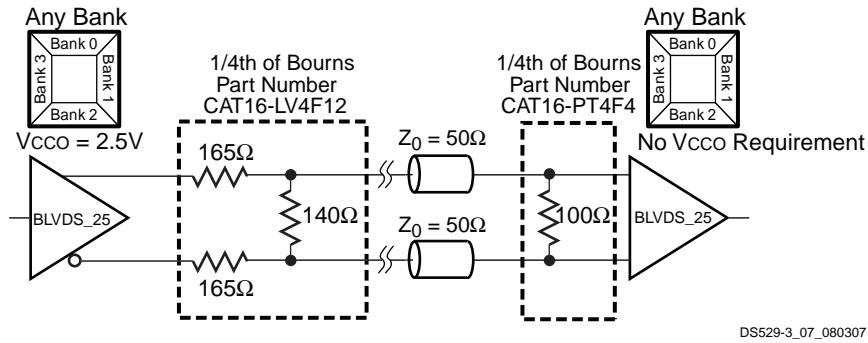 Any Bank
Bank 0
Bank 3
Bank 1
Bank 2
VCCO = 2.5V
1/4th of Bourns
Part Number
CAT16-LV4F12
1/4th of Bourns
Part Number
CAT16-PT4F4
Any Bank
Bank 0
Bank 3
Bank 1
Bank 2
No VCCO Requirement
165Ω
Z0 = 50Ω
BLVDS_25
140Ω
Z0 = 50Ω
100Ω
BLVDS_25
165Ω
DS529-3_07_080307